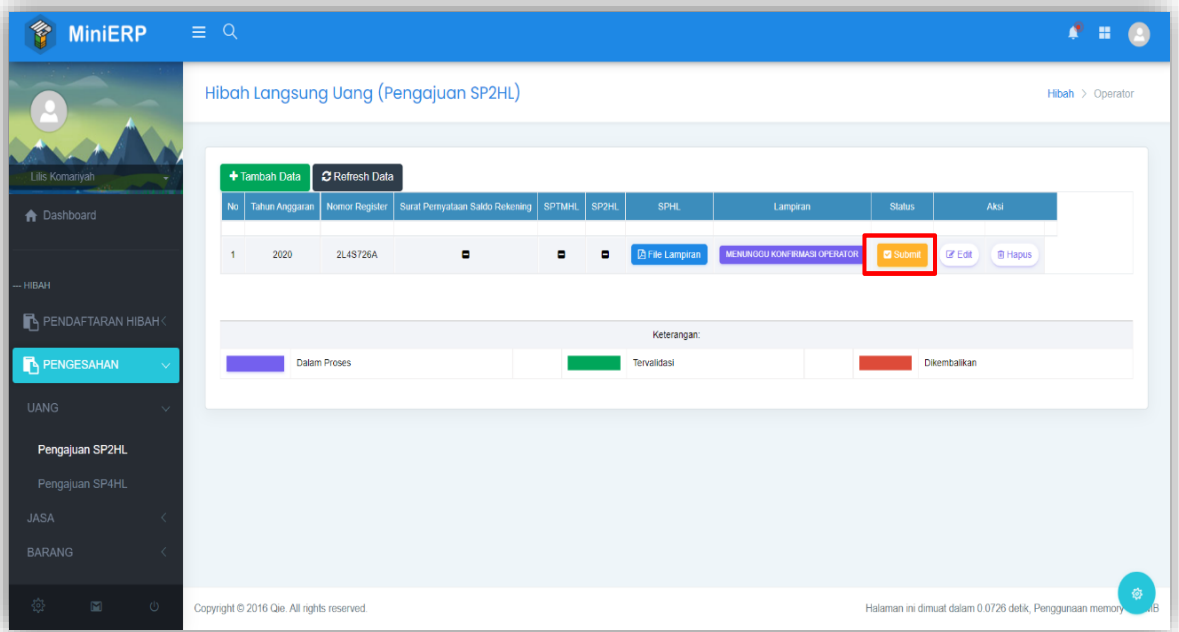 MiniERP
Hibah Langsung Uang (Pengajuan SP2HL)
Hibah > Operator
Lilis Komariyah
Dashboard
--- HIBAH
PENDAFTARAN HIBAH
PENGESAHAN
UANG
Pengajuan SP2HL
Pengajuan SP4HL
JASA
BARANG
Tambah Data Refresh Data
No Tahun Anggaran Nomor Register Surat Pernyataan Saldo Rekening SPTMHL SP2HL SPHL Lampiran Status Aksi
1 2020 2L4S726A File Lampiran MENUNGGU KONFIRMASI OPERATOR Submit Edit Hapus
Keterangan:
Dalam Proses Tervalidasi Dikembalikan
Copyright © 2016 Qie. All rights reserved.
Halaman ini dimuat dalam 0.0726 detik, Penggunaan memory